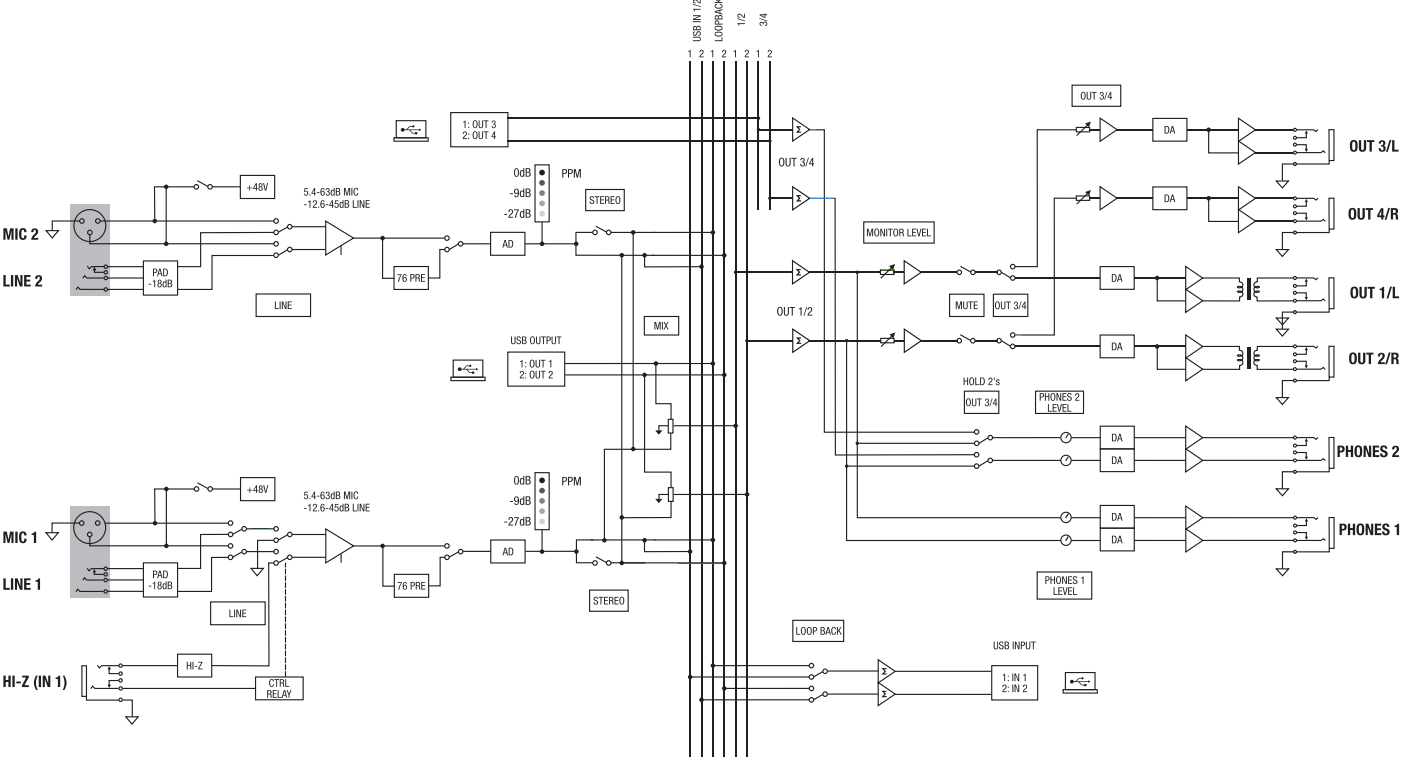 USB IN 1/2
LOOPBACK
1/2
3/4
1 2 1 2 1 2 1 2
OUT 3/4
1: OUT 3
2: OUT 4
DA
OUT 3/L
OUT 3/4
0dB
PPM
-9dB
-27dB
+48V
5.4-63dB MIC
-12.6-45dB LINE
STEREO
DA
OUT 4/R
MIC 2
MONITOR LEVEL
AD
LINE 2
PAD
-18dB
76 PRE
DA
OUT 1/L
LINE
MUTE
OUT 3/4
OUT 1/2
MIX
USB OUTPUT
DA
OUT 2/R
1: OUT 1
2: OUT 2
HOLD 2's
OUT 3/4
PHONES 2
LEVEL
DA
DA
PHONES 2
0dB
PPM
-9dB
-27dB
+48V
5.4-63dB MIC
-12.6-45dB LINE
DA
DA
PHONES 1
MIC 1
AD
LINE 1
PAD
-18dB
76 PRE
PHONES 1
LEVEL
LINE
STEREO
LOOP BACK
USB INPUT
HI-Z (IN 1)
HI-Z
CTRL
RELAY
1: IN 1
2: IN 2
Σ
Σ
Σ
Σ
Σ
Σ